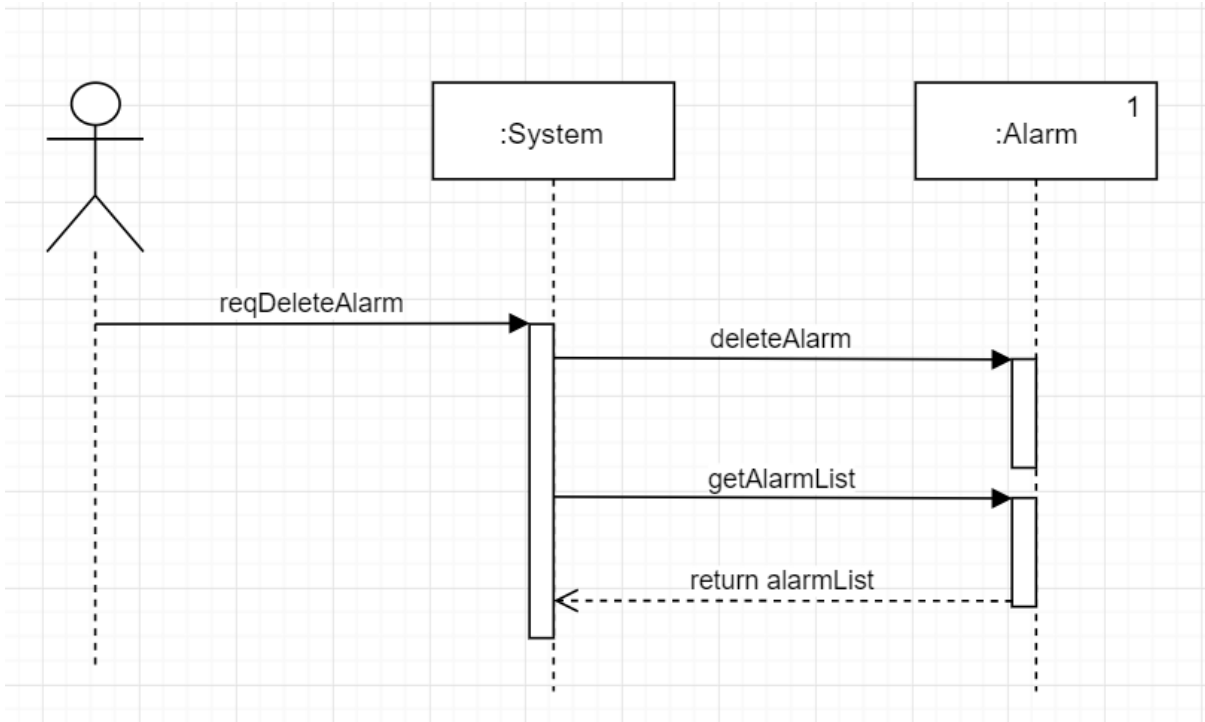 :System
1
:Alarm
reqDeleteAlarm
deleteAlarm
getAlarmList
return alarmList